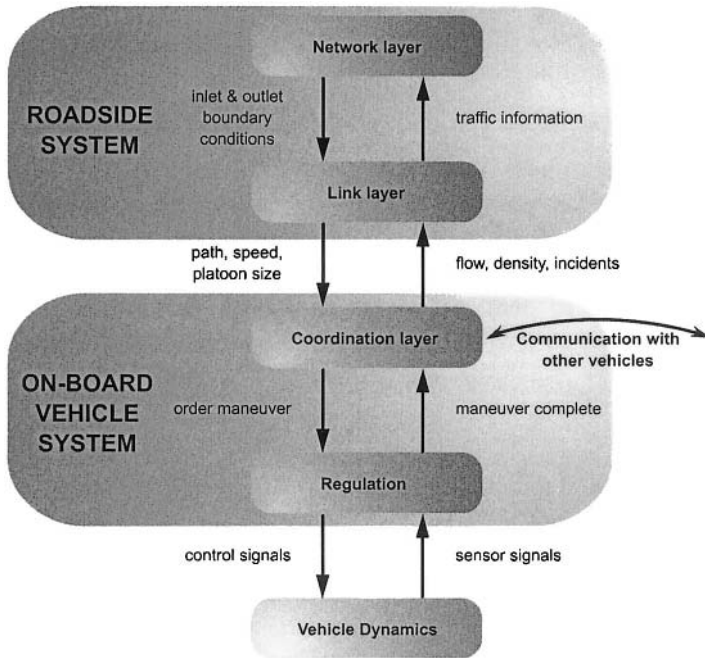 Network layer
inlet & outlet
boundary
conditions
traffic information
ROADSIDE
SYSTEM
Link layer
path, speed,
platoon size
flow, density, incidents
Coordination layer
Communication with
other vehicles
ON-BOARD
VEHICLE
SYSTEM
order maneuver
maneuver complete
Regulation
control signals
sensor signals
Vehicle Dynamics